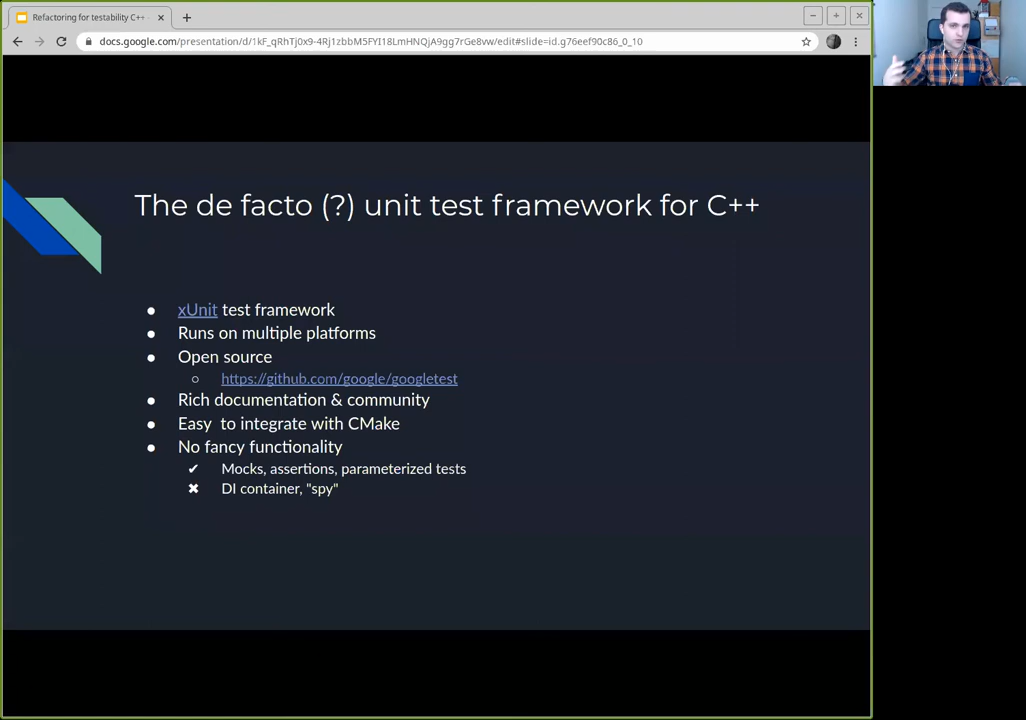 Refactoring for testability C++ -
docs.google.com/presentation/d/1kF_qRhTj0x9-4Rj1zbbM5FYI18LmHNQjA9gg7rGe8vw/edit#slide=id.g76eef90c86_0_10
The de facto (?) unit test framework for C++
● xUnit test framework
● Runs on multiple platforms
● Open source
○ https://github.com/google/googletest
● Rich documentation & community
● Easy to integrate with CMake
● No fancy functionality
✔ Mocks, assertions, parameterized tests
✖ DI container, "spy"